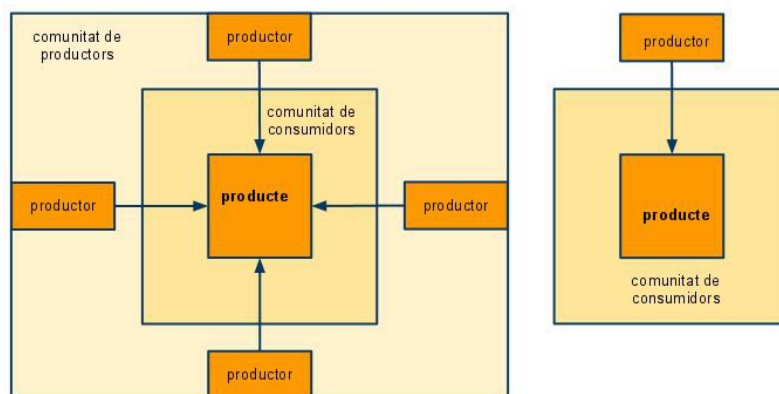 comunitat de
productors
productor
comunitat de
consumidors
productor
producte
productor
productor
productor
producte
comunitat de
consumidors